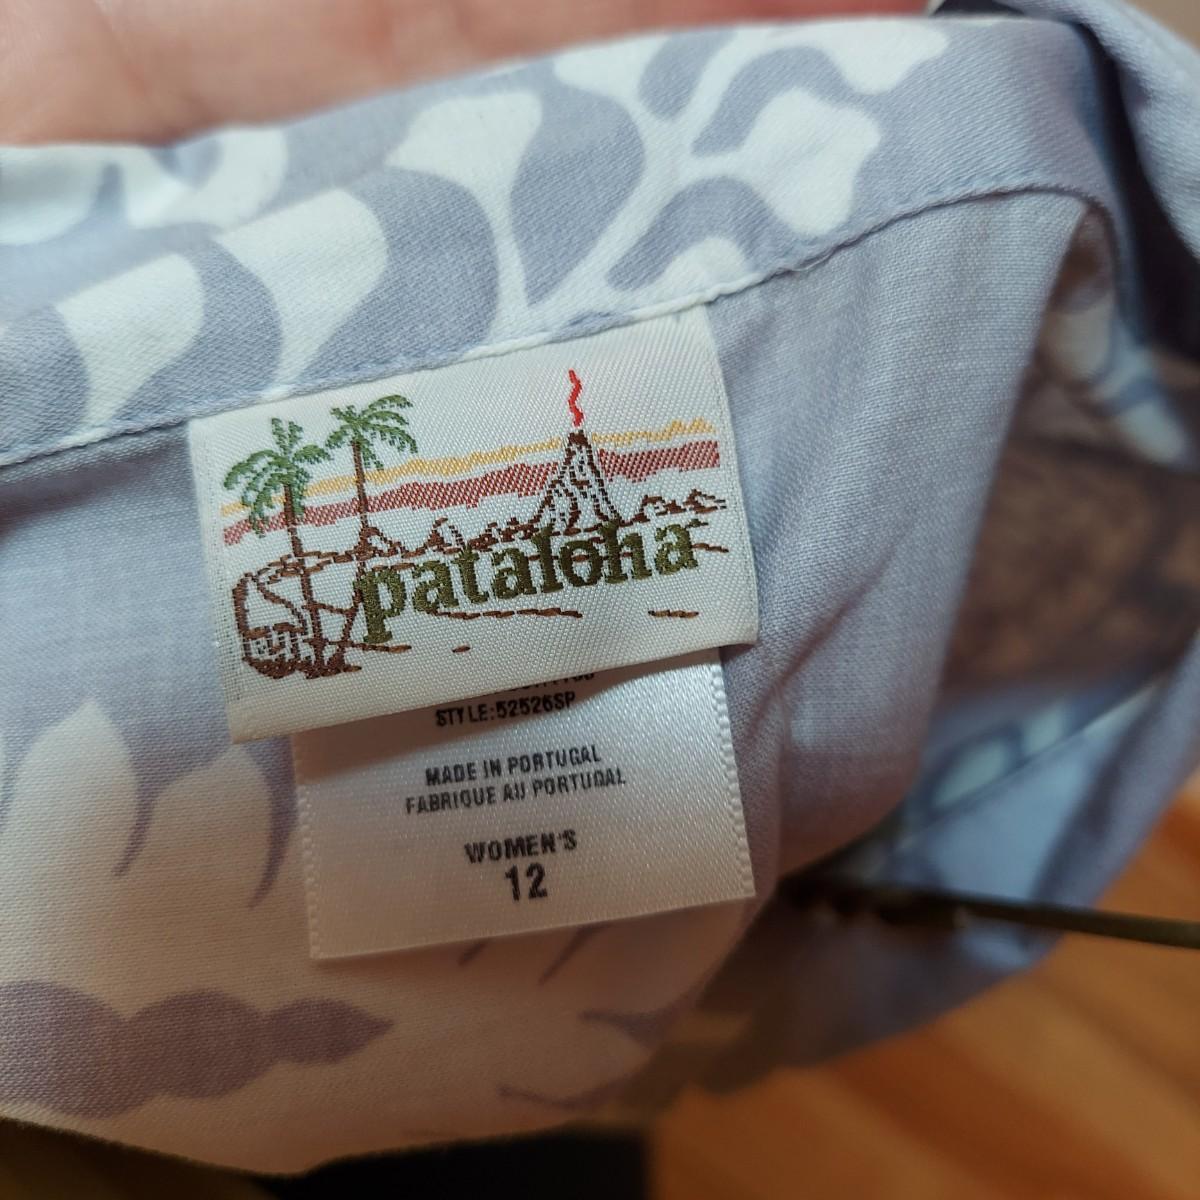 pataloha
STYLE:52526SP
MADE IN PORTUGAL
FABRIQUE AU PORTUGAL
WOMEN'S
12